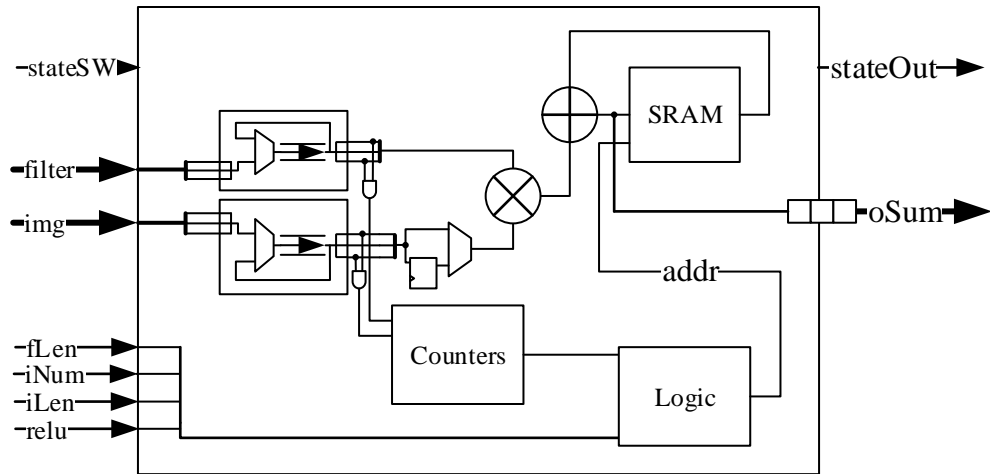 stateSW
stateOut
SRAM
filter
img
oSum
addr
fLen
iNum
iLen
relu
Counters
Logic